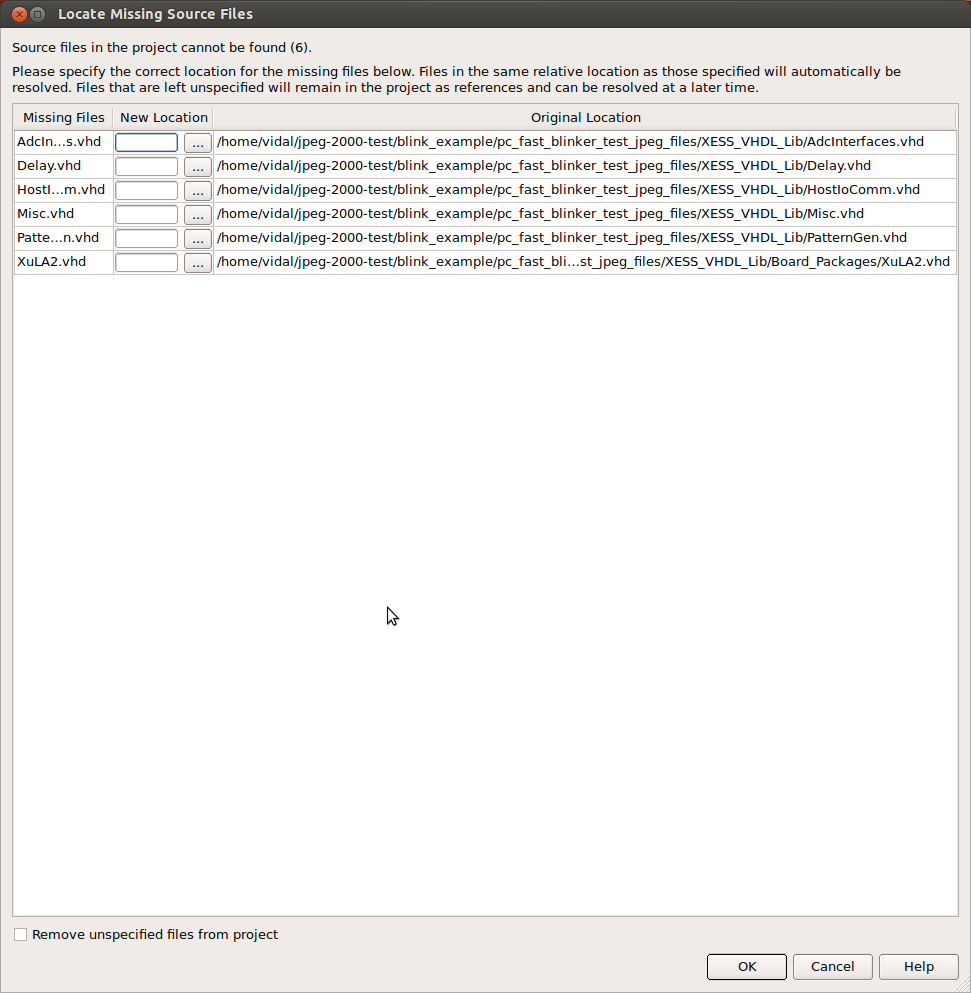 Locate Missing Source Files
Source files in the project cannot be found (6).
Please specify the correct location for the missing files below. Files in the same relative location as those specified will automatically be
resolved. Files that are left unspecified will remain in the project as references and can be resolved at a later time.
Missing Files New Location Original Location
AdcIn...s.vhd ... /home/vidal/jpeg-2000-test/blink_example/pc_fast_blinker_test_jpeg_files/XESS_VHDL_Lib/AdcInterfaces.vhd
Delay.vhd ... /home/vidal/jpeg-2000-test/blink_example/pc_fast_blinker_test_jpeg_files/XESS_VHDL_Lib/Delay.vhd
HostI...m.vhd ... /home/vidal/jpeg-2000-test/blink_example/pc_fast_blinker_test_jpeg_files/XESS_VHDL_Lib/HostIoComm.vhd
Misc.vhd ... /home/vidal/jpeg-2000-test/blink_example/pc_fast_blinker_test_jpeg_files/XESS_VHDL_Lib/Misc.vhd
Patte...n.vhd ... /home/vidal/jpeg-2000-test/blink_example/pc_fast_blinker_test_jpeg_files/XESS_VHDL_Lib/PatternGen.vhd
XuLA2.vhd ... /home/vidal/jpeg-2000-test/blink_example/pc_fast_bli...st_jpeg_files/XESS_VHDL_Lib/Board_Packages/XuLA2.vhd
Remove unspecified files from project
OK Cancel Help